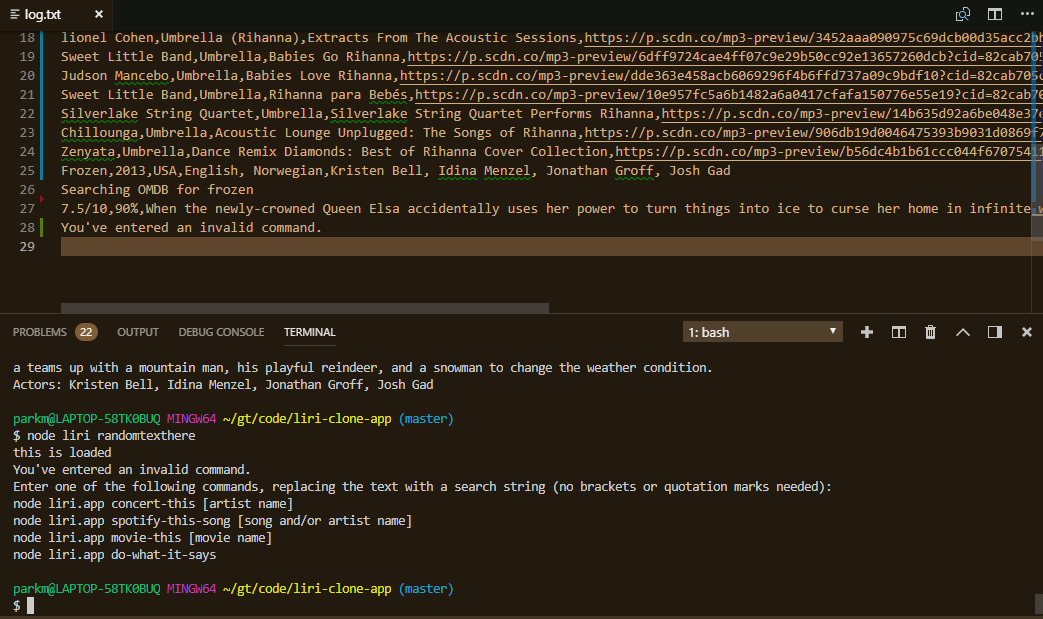 log.txt
18 lionel Cohen,Umbrella (Rihanna),Extracts From The Acoustic Sessions,https://p.scdn.co/mp3-preview/3452aaa090975c69dcb00d35acc2bb
19 Sweet Little Band,Umbrella,Babies Go Rihanna,https://p.scdn.co/mp3-preview/6dff9724cae4ff07c9e29b50cc92e13657260dcb?cid=82cab705
20 Judson Mancebo,Umbrella,Babies Love Rihanna,https://p.scdn.co/mp3-preview/dde363e458acb6069296f4b6ffd737a09c9bdf10?cid=82cab705c
21 Sweet Little Band,Umbrella,Rihanna para Bebés,https://p.scdn.co/mp3-preview/10e957fc5a6b1482a6a0417cfafa150776e55e19?cid=82cab70
22 Silverlake String Quartet,Umbrella,Silverlake String Quartet Performs Rihanna,https://p.scdn.co/mp3-preview/14b635d92a6be048e37e
23 Chillounga,Umbrella,Acoustic Lounge Unplugged: The Songs of Rihanna,https://p.scdn.co/mp3-preview/906db19d0046475393b9031d0869f7
24 Zenyata,Umbrella,Dance Remix Diamonds: Best of Rihanna Cover Collection,https://p.scdn.co/mp3-preview/b56dc4b1b61ccc044f67075411
25 Frozen,2013,USA,English, Norwegian,Kristen Bell, Idina Menzel, Jonathan Groff, Josh Gad
26 Searching OMDB for frozen
27 7.5/10,90%,When the newly-crowned Queen Elsa accidentally uses her power to turn things into ice to curse her home in infinite w
28 You've entered an invalid command.
29
PROBLEMS 22 OUTPUT DEBUG CONSOLE TERMINAL 1: bash
a teams up with a mountain man, his playful reindeer, and a snowman to change the weather condition.
Actors: Kristen Bell, Idina Menzel, Jonathan Groff, Josh Gad
parkm@LAPTOP-58TK0BUQ MINGW64 ~/gt/code/liri-clone-app (master)
$ node liri randomtexthere
this is loaded
You've entered an invalid command.
Enter one of the following commands, replacing the text with a search string (no brackets or quotation marks needed):
node liri.app concert-this [artist name]
node liri.app spotify-this-song [song and/or artist name]
node liri.app movie-this [movie name]
node liri.app do-what-it-says
parkm@LAPTOP-58TK0BUQ MINGW64 ~/gt/code/liri-clone-app (master)
$